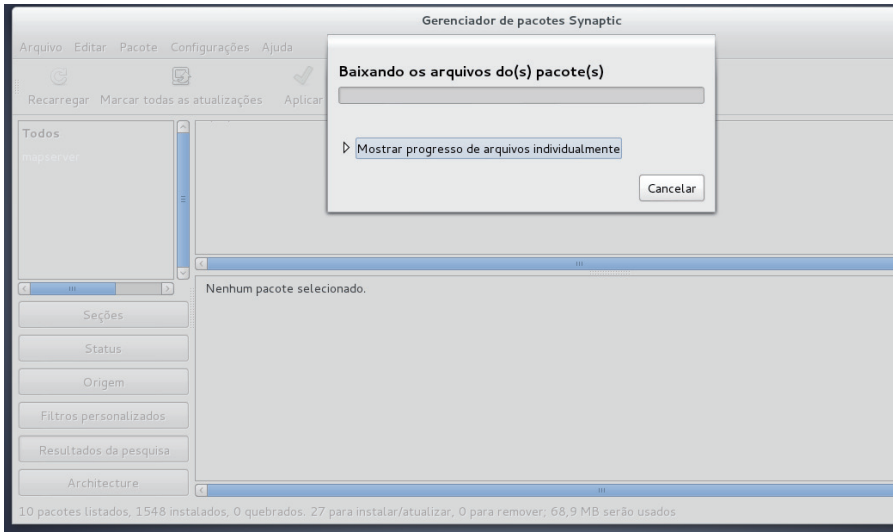 Gerenciador de pacotes Synaptic
Arquivo Editar Pacote Configurações Ajuda
Recarregar Marcar todas as atualizações Aplicar
Baixando os arquivos do(s) pacote(s)
Mostrar progresso de arquivos individualmente
Cancelar
Todos
mapserver
Nenhum pacote selecionado.
Seções
Status
Origem
Filtros personalizados
Resultados da pesquisa
Architecture
10 pacotes listados, 1548 instalados, 0 quebrados. 27 para instalar/atualizar, 0 para remover; 68,9 MB serão usados